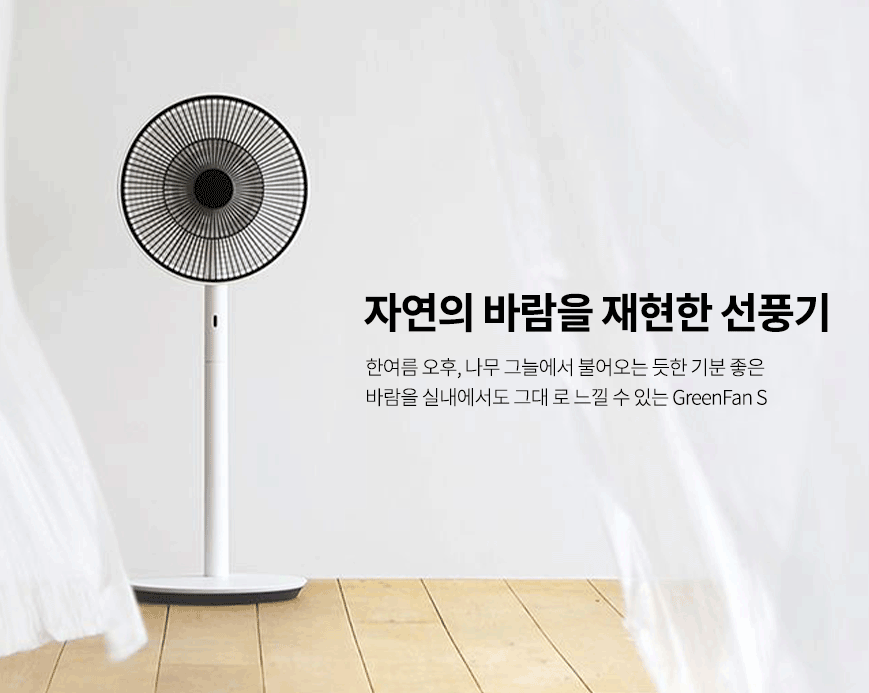 자연의 바람을 재현한 선풍기
한여름 오후, 나무 그늘에서 불어오는 듯한 기분 좋은
바람을 실내에서도 그대 로 느낄 수 있는 GreenFan S